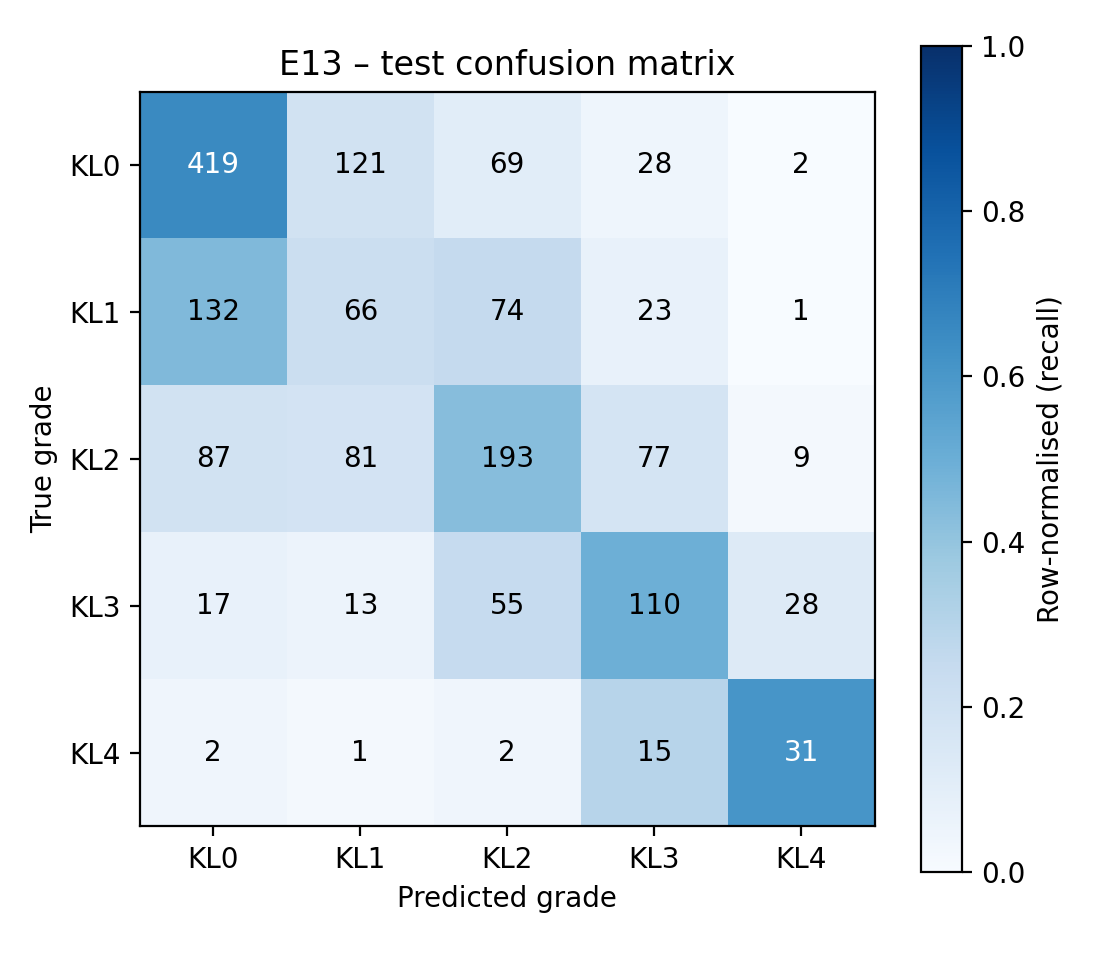 E13 – test confusion matrix
True grade
KL0 419 121 69 28 2
KL1 132 66 74 23 1
KL2 87 81 193 77 9
KL3 17 13 55 110 28
KL4 2 1 2 15 31
KL0 KL1 KL2 KL3 KL4
Predicted grade
1.0
0.8
0.6
0.4
0.2
0.0
Row-normalised (recall)